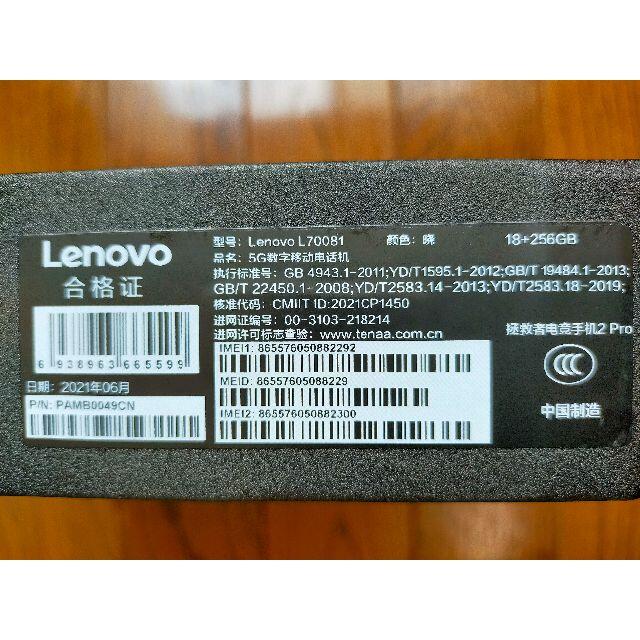 Lenovo
合格证
6 938963 665599
日期: 2021年06月
P/N: PAMB0049CN
型号: Lenovo L70081 颜色: 晓 18+256GB
品名: 5G数字移动电话机
执行标准号: GB 4943.1-2011;YD/T1595.1-2012;GB/T 19484.1-2013;
GB/T 22450.1- 2008;YD/T2583.14-2013;YD/T2583.18-2019;
核准代码: CMIIT ID:2021CP1450
进网证编号: 00-3103-218214
进网许可标志查验: www.tenaa.com.cn
IMEI1: 865576050882292
MEID: 86557605088229
IMEI2: 865576050882300
拯救者电竞手机2 Pro
CCC
中国制造